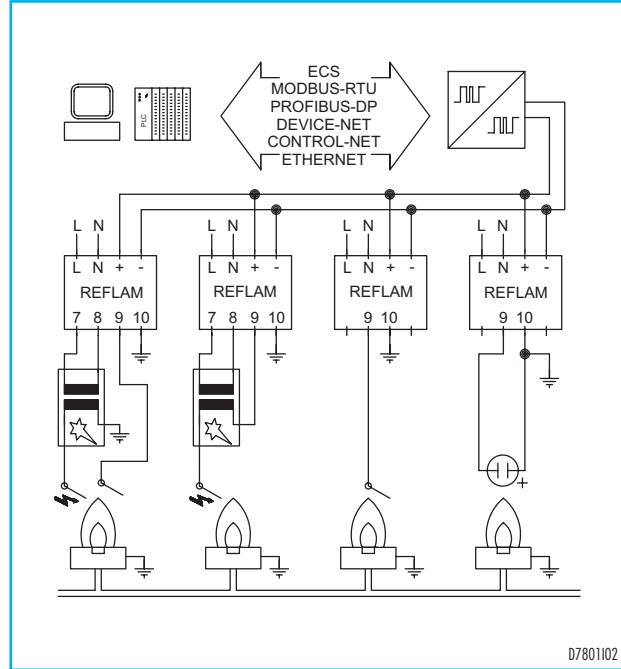 ECS
MODBUS-RTU
PROFIBUS-DP
DEVICE-NET
CONTROL-NET
ETHERNET
PLC
L N
L N
L N
L N
L N + -
L N + -
L N + -
L N + -
REFLAM
REFLAM
REFLAM
REFLAM
7 8 9 10
7 8 9 10
9 10
9 10
+
D7801I02